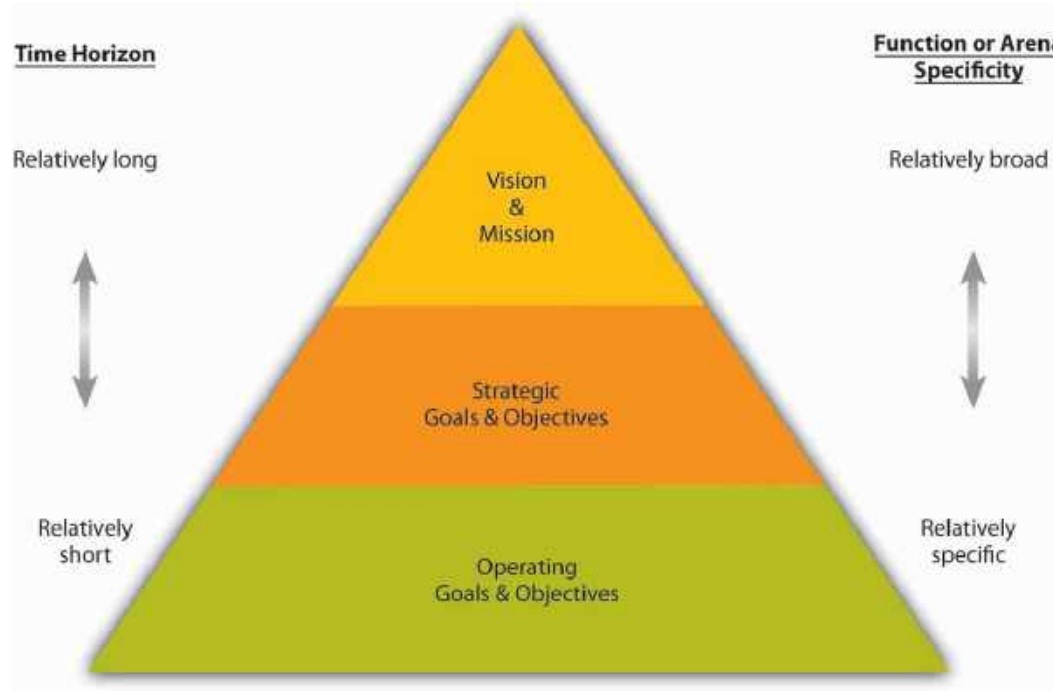 Time Horizon
Function or Arena
Specificity
Relatively long
Relatively broad
Vision
&
Mission
Strategic
Goals & Objectives
Relatively
short
Relatively
specific
Operating
Goals & Objectives